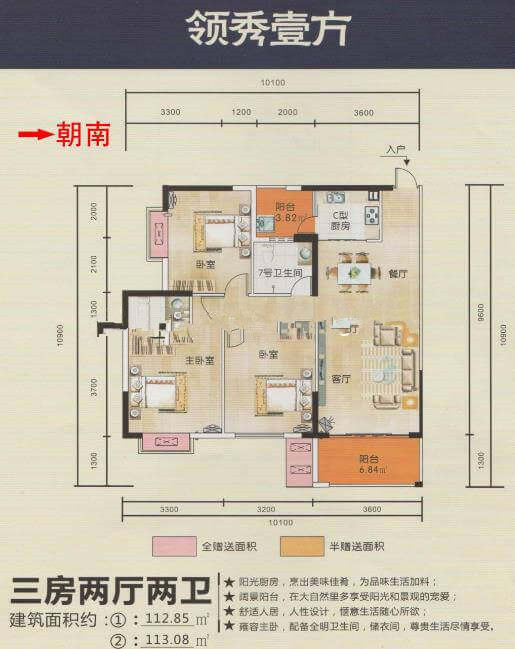 领秀壹方
10100
3300 1200 2000 3600
朝南
入户
阳台
3.82㎡
C型
厨房
卧室
7号卫生间
餐厅
主卧室
卧室
客厅
阳台
6.84㎡
2000
2100
1300
3700
1300
10900
9600
1300
10900
3300 3200 3600
10100
全赠送面积 半赠送面积
三房两厅两卫
建筑面积约:①:112.85㎡
②:113.08㎡
★ 阳光厨房,烹出美味佳肴,为品味生活加料;
★ 阔景阳台,在大自然里多享受阳光和景观的宠爱;
★ 舒适人居,人性设计,惬意生活随心所欲;
★ 雍容主卧,配备全明卫生间,储衣间,尊贵生活尽情享受。